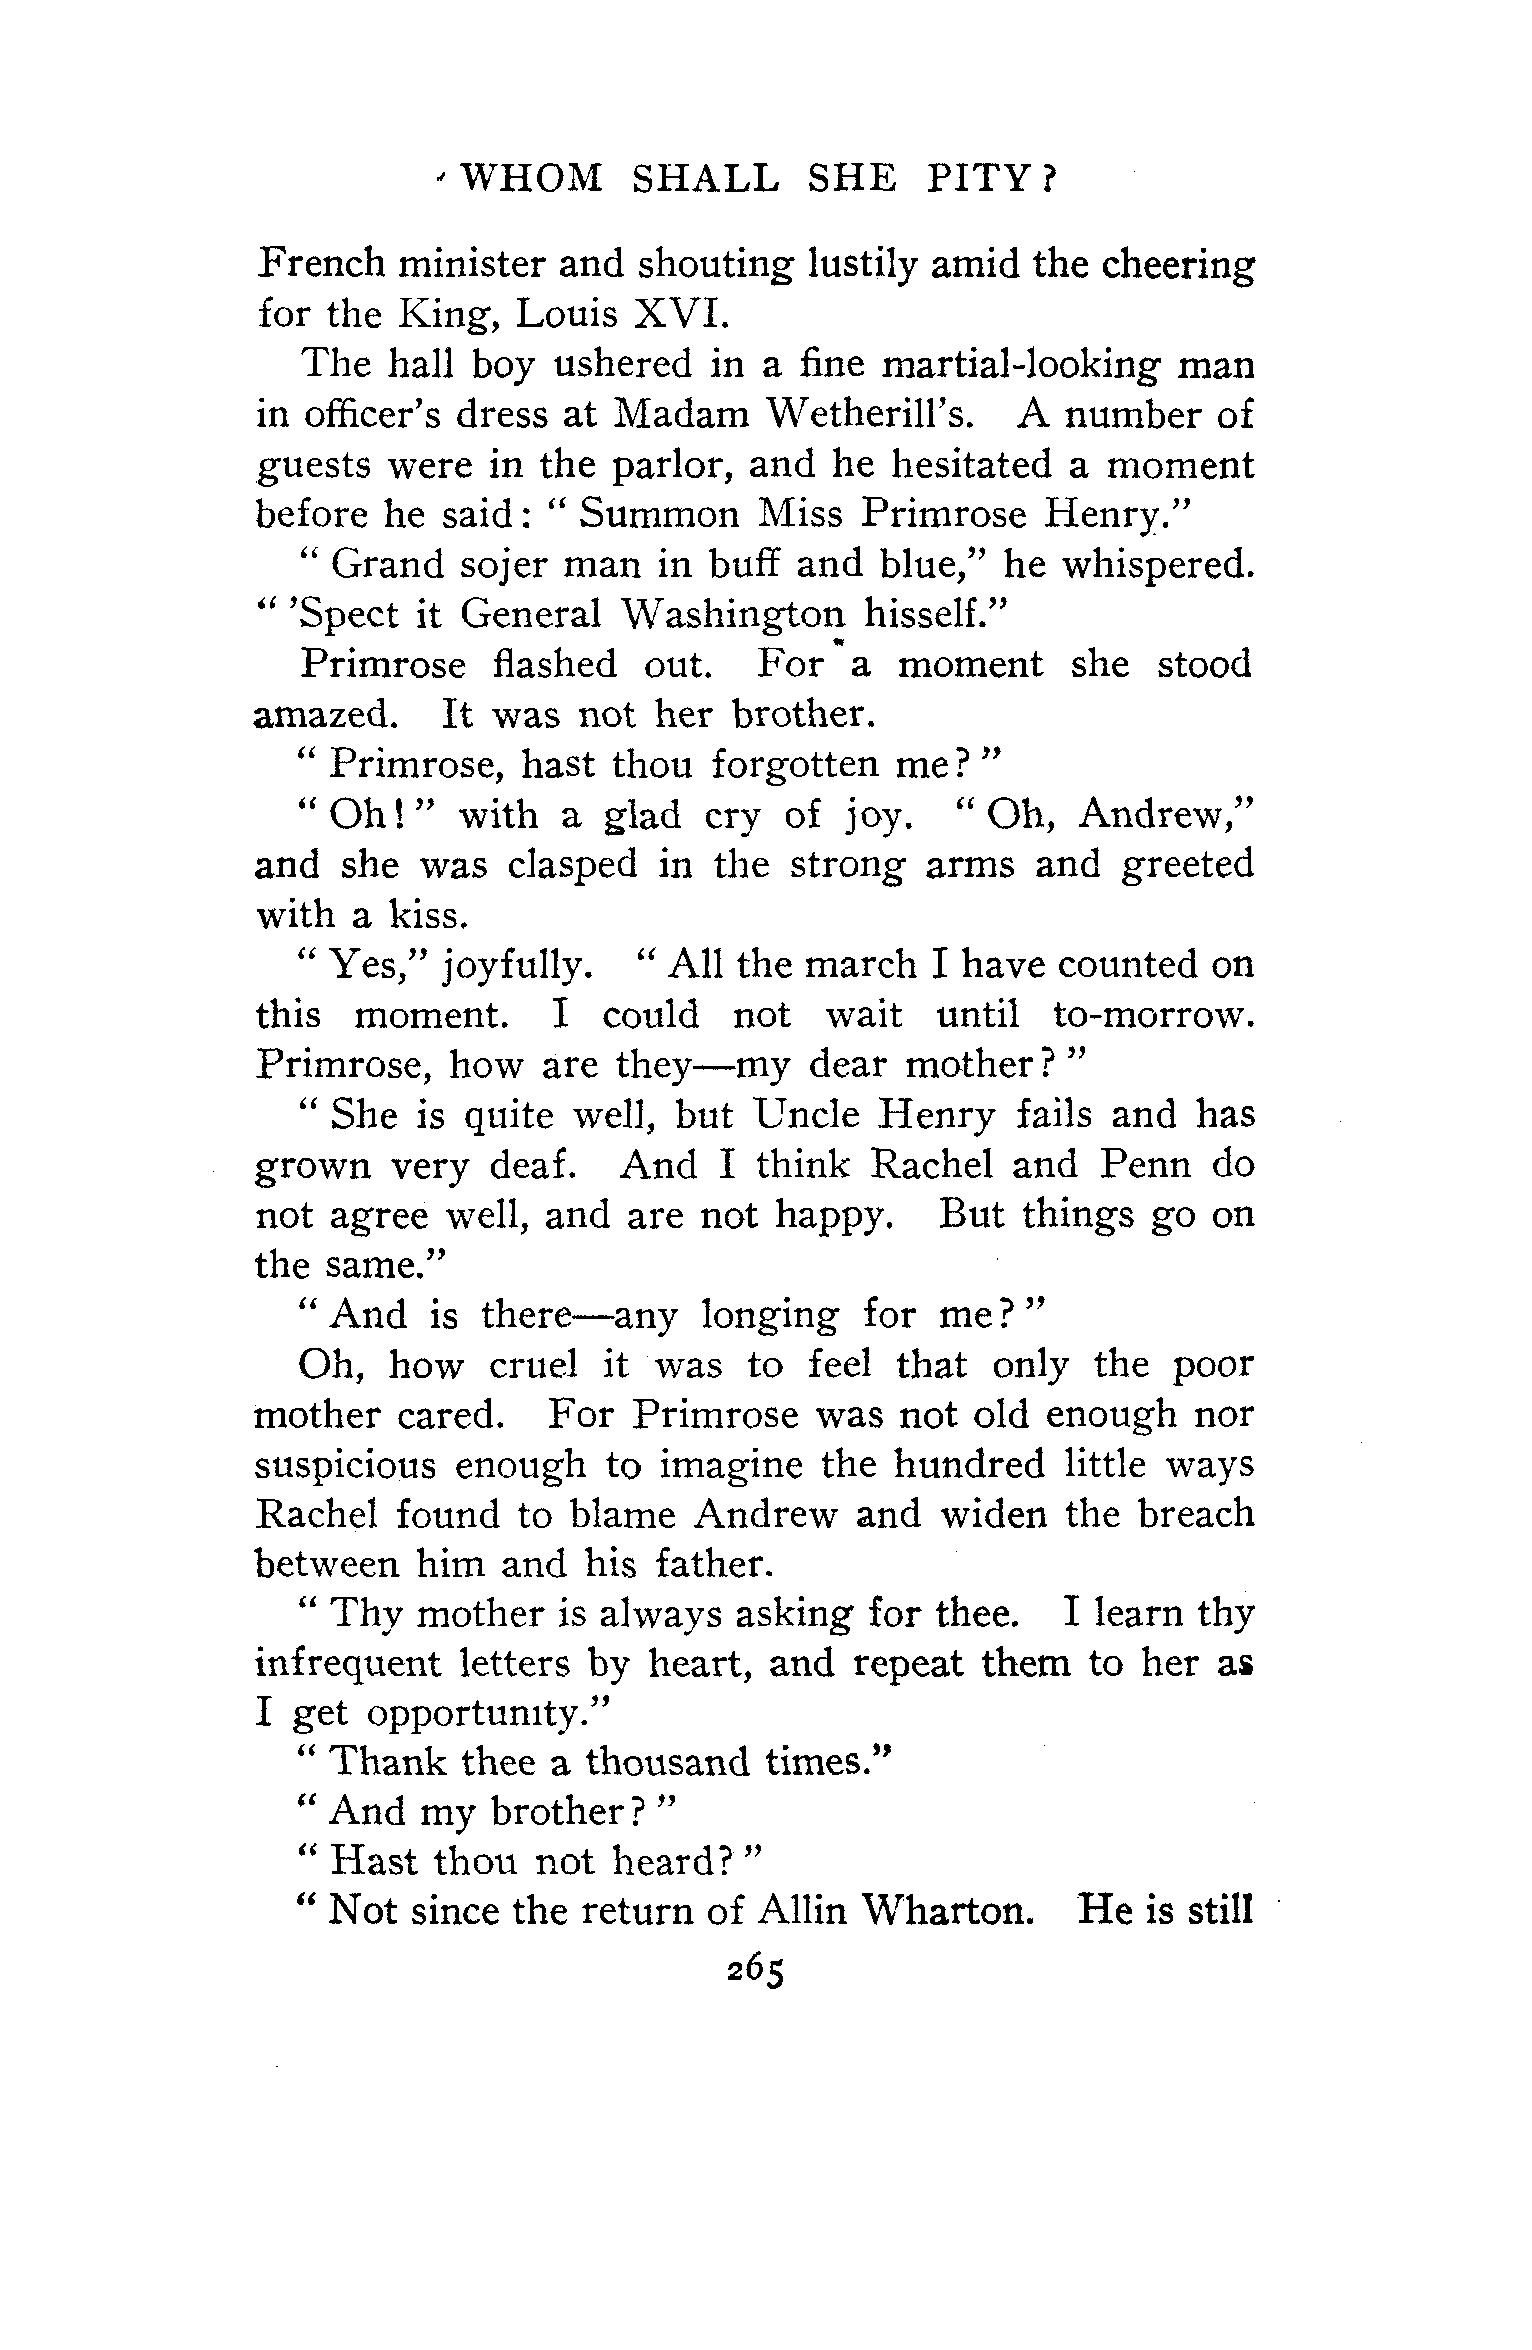 WHOM SHALL SHE PITY?
French minister and shouting lustily amid the cheering
for the King, Louis XVI.
The hall boy ushered in a fine martial-looking man
in officer's dress at Madam Wetherill's. A number of
guests were in the parlor, and he hesitated a moment
before he said: " Summon Miss Primrose Henry."
" Grand sojer man in buff and blue," he whispered.
" 'Spect it General Washington hisself."
Primrose flashed out. For a moment she stood
amazed. It was not her brother.
" Primrose, hast thou forgotten me? "
" Oh! " with a glad cry of joy. " Oh, Andrew,"
and she was clasped in the strong arms and greeted
with a kiss.
" Yes," joyfully. " All the march I have counted on
this moment. I could not wait until to-morrow.
Primrose, how are they—my dear mother? "
" She is quite well, but Uncle Henry fails and has
grown very deaf. And I think Rachel and Penn do
not agree well, and are not happy. But things go on
the same."
" And is there—any longing for me? "
Oh, how cruel it was to feel that only the poor
mother cared. For Primrose was not old enough nor
suspicious enough to imagine the hundred little ways
Rachel found to blame Andrew and widen the breach
between him and his father.
" Thy mother is always asking for thee. I learn thy
infrequent letters by heart, and repeat them to her as
I get opportunity."
" Thank thee a thousand times."
" And my brother? "
" Hast thou not heard? "
" Not since the return of Allin Wharton. He is still
265